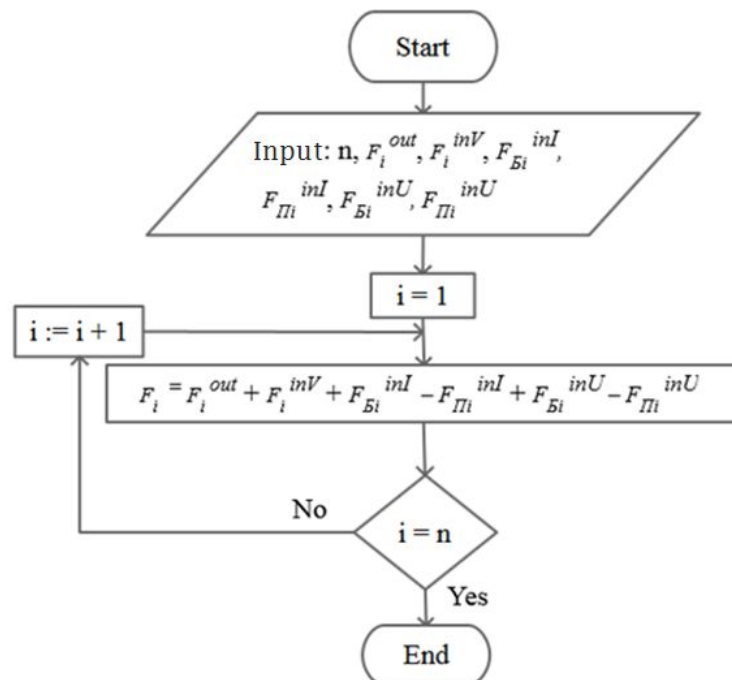 Start
Input: n, F_i^out, F_i^inV, F_Бi^inI,
F_Пi^inI, F_Бi^inU, F_Пi^inU
i = 1
i := i + 1
F_i = F_i^out + F_i^inV + F_Бi^inI − F_Пi^inI + F_Бi^inU − F_Пi^inU
No
i = n
Yes
End